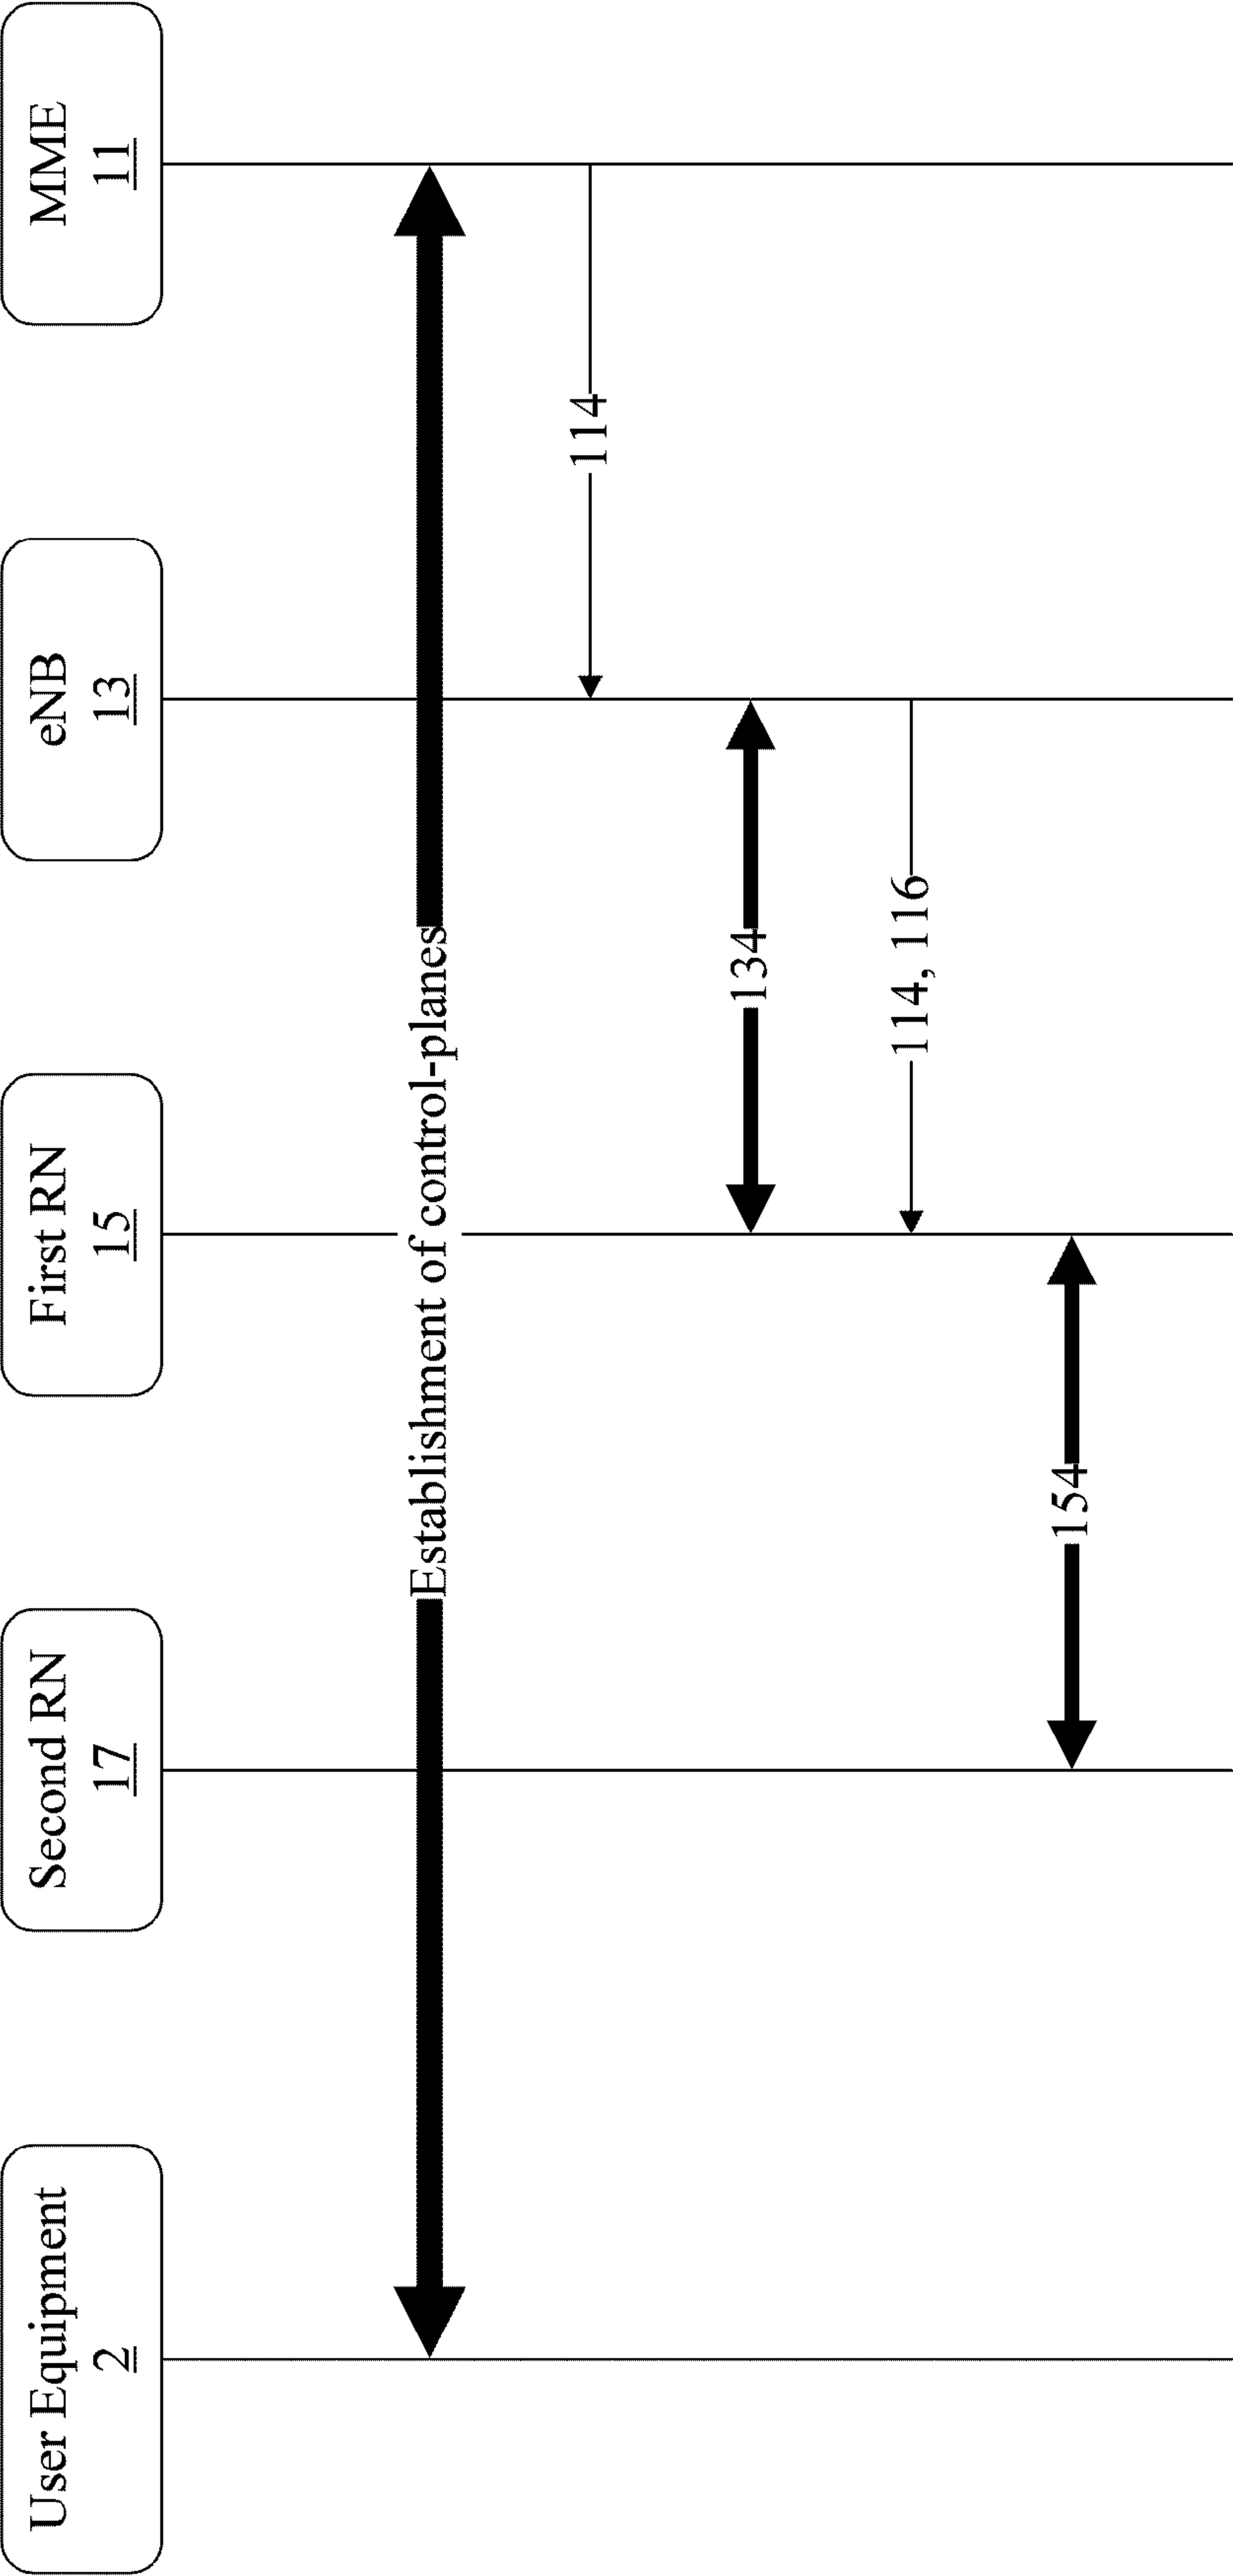 User Equipment
2
Second RN
17
First RN
15
eNB
13
MME
11
Establishment of control-planes
114
134
114, 116
154